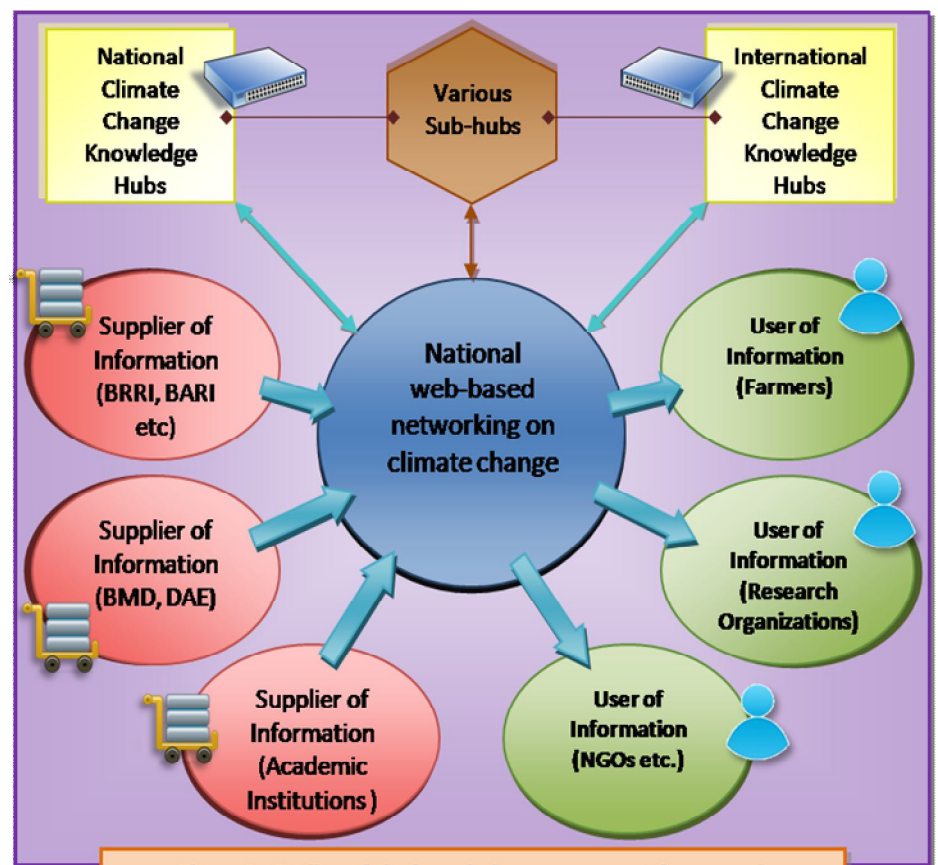 National
Climate
Change
Knowledge
Hubs
Various
Sub-hubs
International
Climate
Change
Knowledge
Hubs
Supplier of
Information
(BRRI, BARI
etc)
National
web-based
networking on
climate change
User of
Information
(Farmers)
Supplier of
Information
(BMD, DAE)
User of
Information
(Research
Organizations)
Supplier of
Information
(Academic
Institutions )
User of
Information
(NGOs etc.)